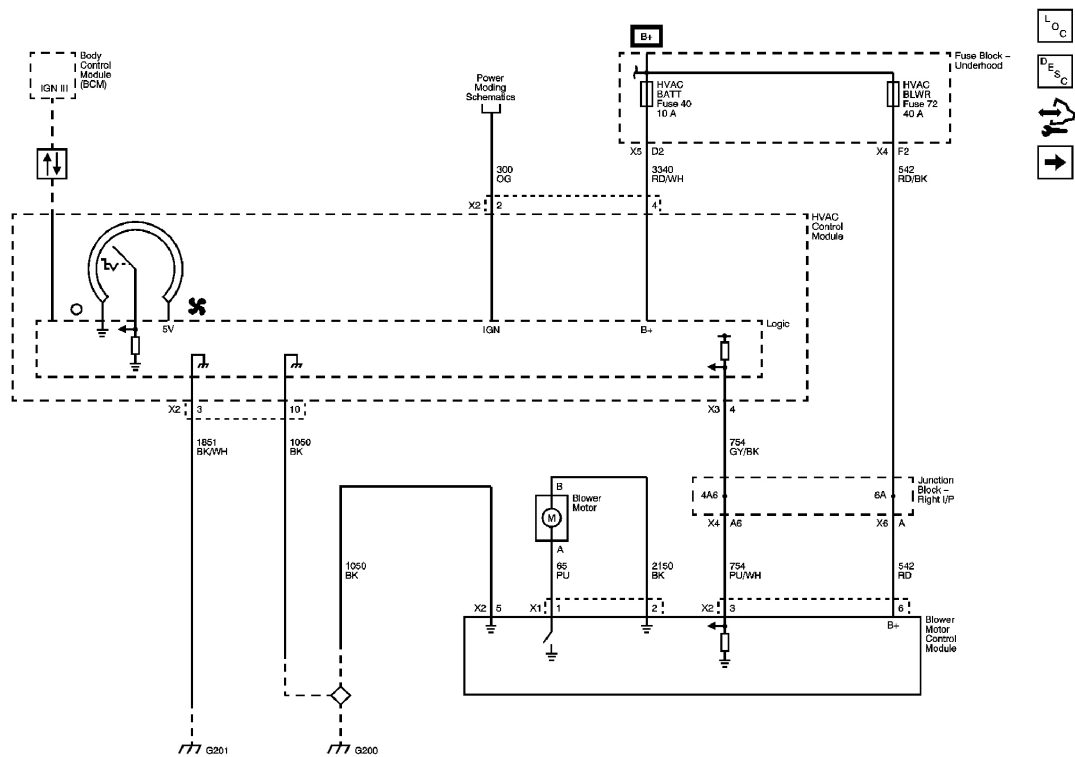 B+
L
O
C
Body
Control
Module
(BCM)
IGN III
Power
Moding
Schematics
HVAC
BATT
Fuse 40
10 A
HVAC
BLWR
Fuse 72
40 A
Fuse Block –
Underhood
D
E
S
C
X5 D2
X4 F2
300
OG
3340
RD/WH
542
RD/BK
X2 2
4
HVAC
Control
Module
5V
IGN
B+
Logic
X2 3
10
X3 4
1851
BK/WH
1050
BK
754
GY/BK
4A6
6A
Junction
Block –
Right I/P
B
Blower
Motor
M
A
X4 A6
X6 A
1050
BK
65
PU
2150
BK
754
PU/WH
542
RD
X2 5
X1 1
2
X2 3
6
B+
Blower
Motor
Control
Module
G201
G200